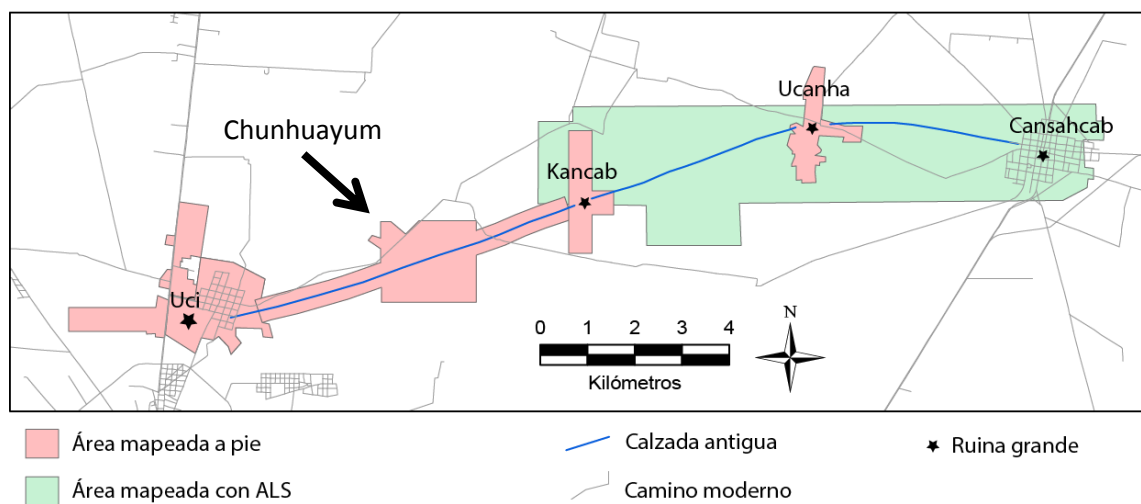 Ucanha
Chunhuayum
Cansahcab
Kancab
Uci
N
0 1 2 3 4
Kilómetros
Área mapeada a pie
Calzada antigua
Ruina grande
Área mapeada con ALS
Camino moderno